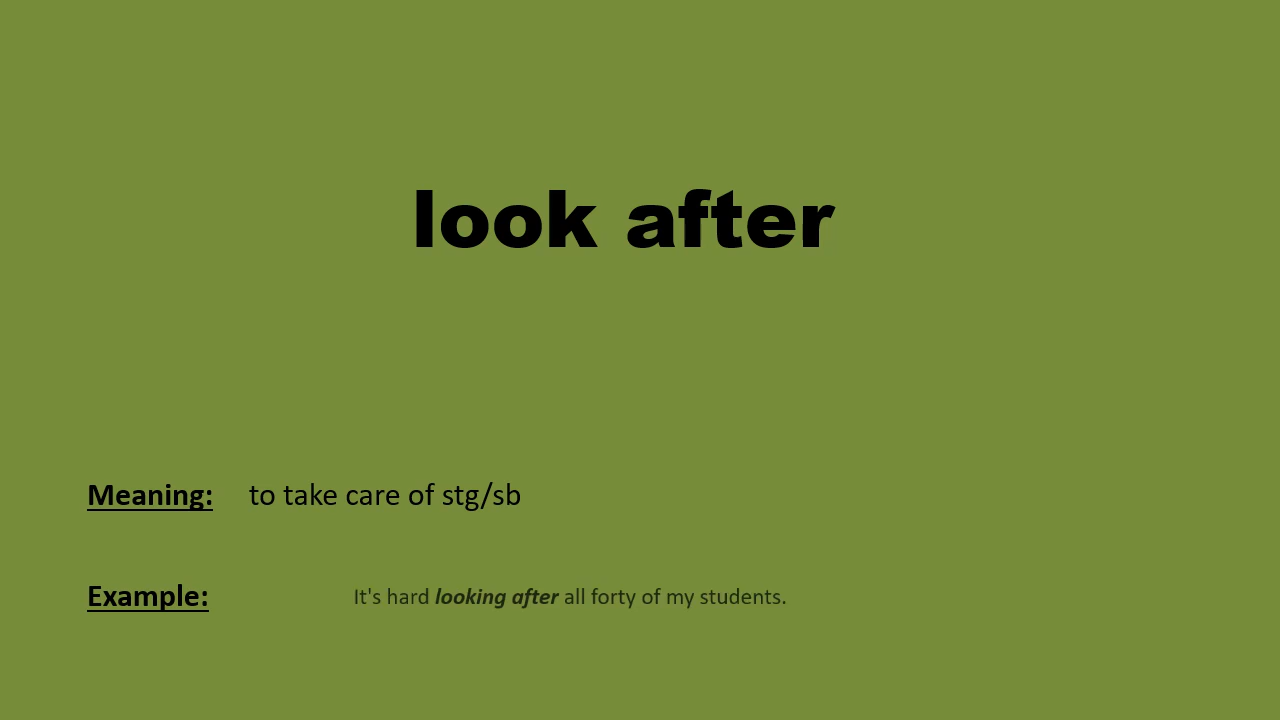 look after
Meaning: to take care of stg/sb
Example: It's hard looking after all forty of my students.